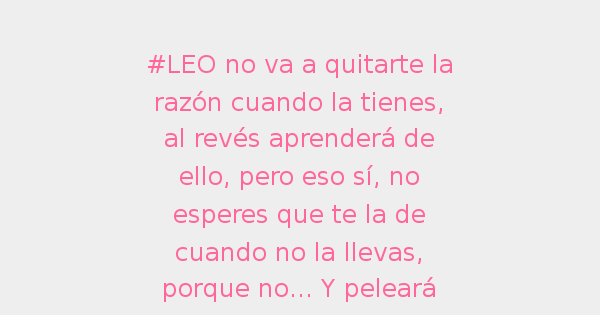 #LEO no va a quitarte la
razón cuando la tienes,
al revés aprenderá de
ello, pero eso sí, no
esperes que te la de
cuando no la llevas,
porque no... Y peleará